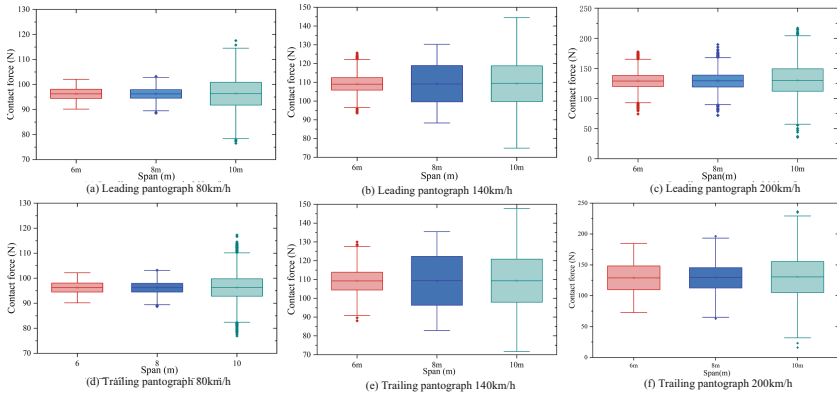 130
120
110
100
90
80
70
Contact force (N)
6m
8m
10m
Span (m)
(a) Leading pantograph 80km/h
150
140
130
120
110
100
90
80
70
Contact force (N)
6m
8m
10m
Span (m)
(b) Leading pantograph 140km/h
250
200
150
100
50
0
Contact force (N)
6m
8m
10m
Span(m)
(c) Leading pantograph 200km/h
130
120
110
100
90
80
70
Contact force (N)
6
8
10
Span (m)
(d) Trailing pantograph 80km/h
150
140
130
120
110
100
90
80
70
Contact force (N)
6m
8m
10m
Span (m)
(e) Trailing pantograph 140km/h
250
200
150
100
50
0
Contact force (N)
6m
8m
10m
Span(m)
(f) Trailing pantograph 200km/h